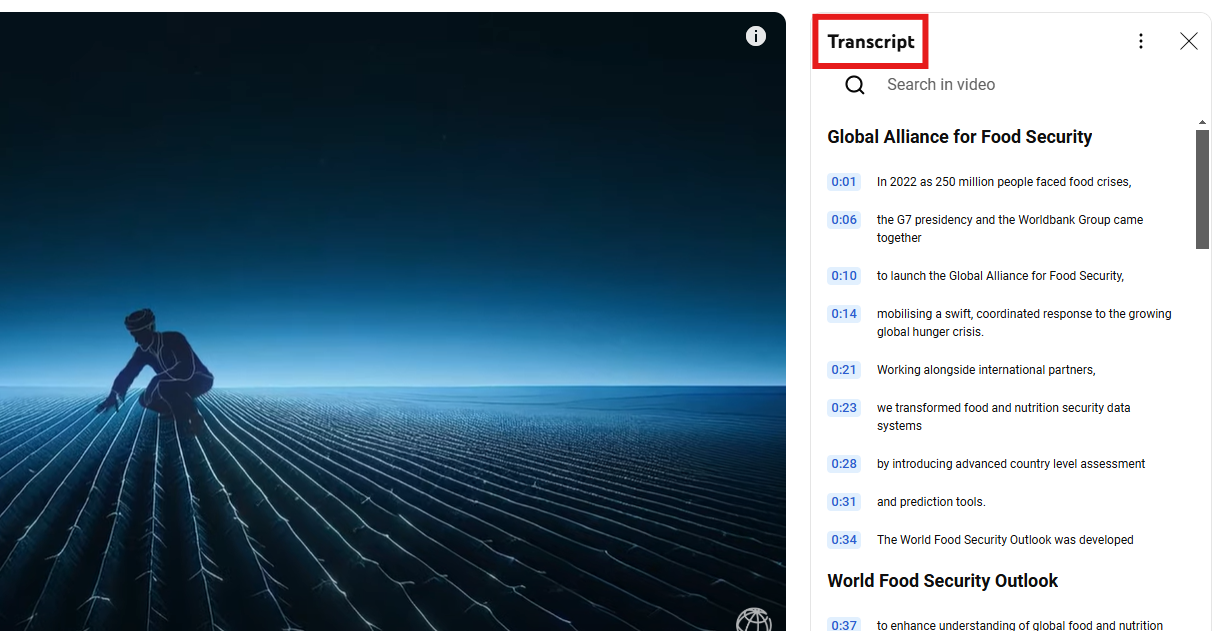 Transcript
Search in video
Global Alliance for Food Security
0:01 In 2022 as 250 million people faced food crises,
0:06 the G7 presidency and the Worldbank Group came
together
0:10 to launch the Global Alliance for Food Security,
0:14 mobilising a swift, coordinated response to the growing
global hunger crisis.
0:21 Working alongside international partners,
0:23 we transformed food and nutrition security data
systems
0:28 by introducing advanced country level assessment
0:31 and prediction tools.
0:34 The World Food Security Outlook was developed
World Food Security Outlook
0:37 to enhance understanding of global food and nutrition